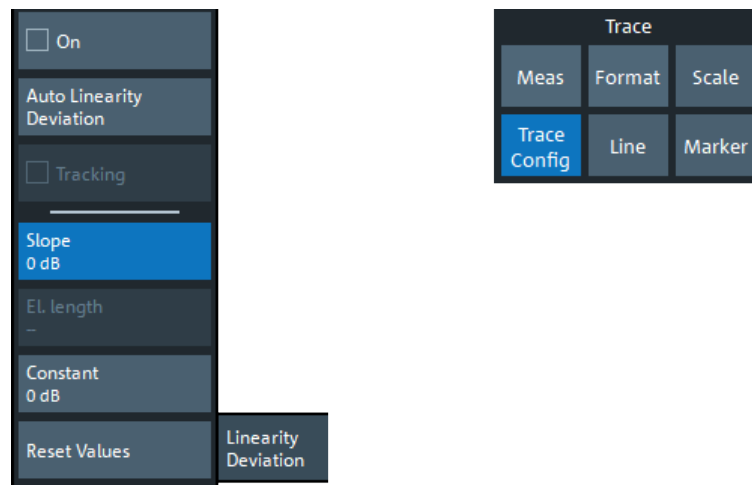 On
Auto Linearity
Deviation
Tracking
Slope
0 dB
El. length
–
Constant
0 dB
Reset Values
Linearity
Deviation
Trace
Meas
Format
Scale
Trace
Config
Line
Marker